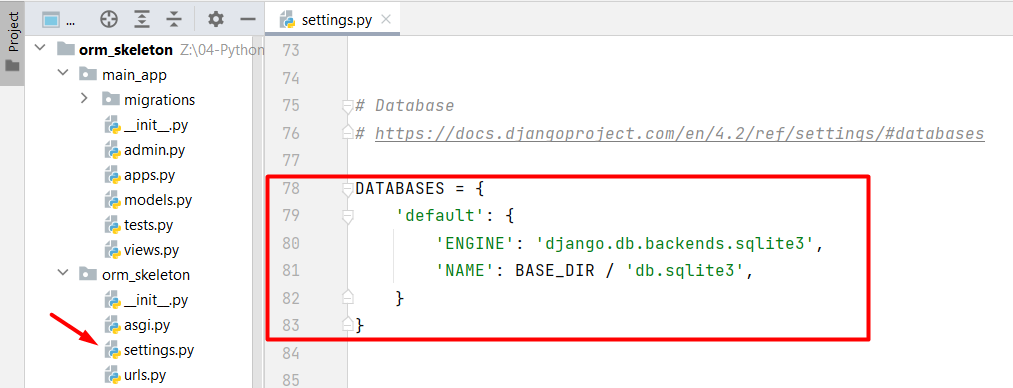 Project
...
orm_skeleton Z:\04-Python
main_app
migrations
__init__.py
admin.py
apps.py
models.py
tests.py
views.py
orm_skeleton
__init__.py
asgi.py
settings.py
urls.py
settings.py
73
74
75 # Database
76 # https://docs.djangoproject.com/en/4.2/ref/settings/#databases
77
78 DATABASES = {
79     'default': {
80         'ENGINE': 'django.db.backends.sqlite3',
81         'NAME': BASE_DIR / 'db.sqlite3',
82     }
83 }
84
85